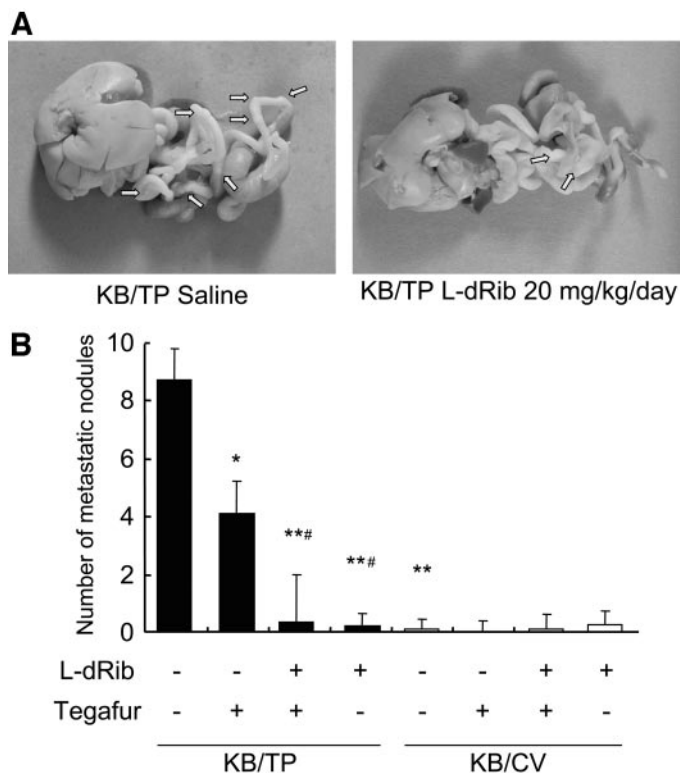 A
KB/TP Saline
KB/TP L-dRib 20 mg/kg/day
B
Number of metastatic nodules
10
8
6
4
2
0
*
**#
**#
**
L-dRib - - + + - - + +
Tegafur - + + - - + + -
KB/TP KB/CV